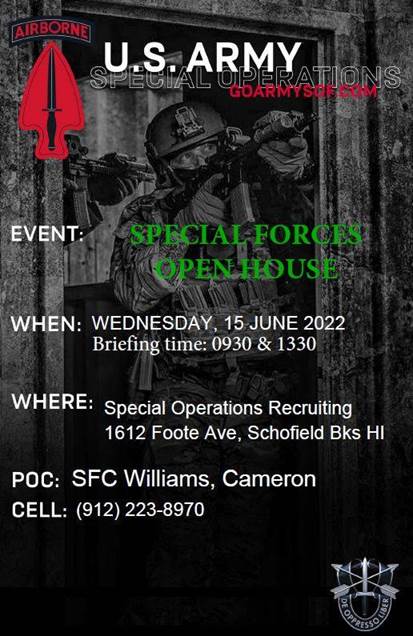 AIRBORNE
U.S. ARMY
SPECIAL OPERATIONS
GOARMYSOF.COM
EVENT: SPECIAL FORCES
OPEN HOUSE
WHEN: WEDNESDAY, 15 JUNE 2022
Briefing time: 0930 & 1330
WHERE: Special Operations Recruiting
1612 Foote Ave, Schofield Bks HI
POC: SFC Williams, Cameron
CELL: (912) 223-8970
DE OPPRESSO LIBER